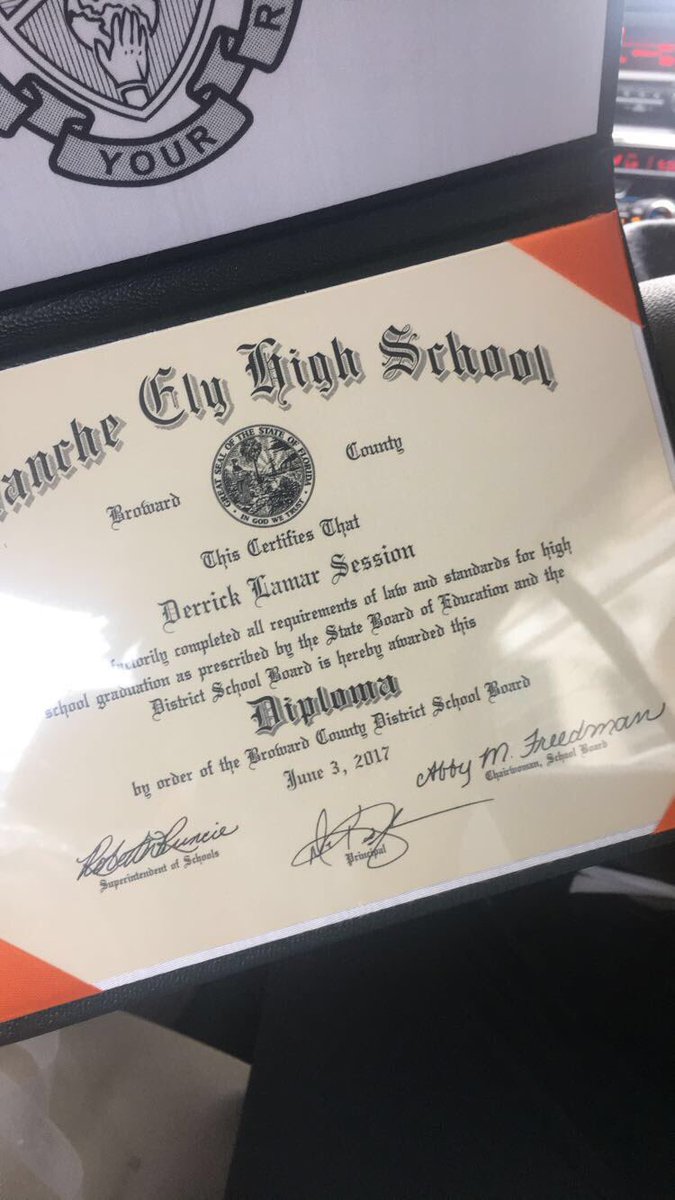 YOUR R
anche Ely High School
Broward
GREAT SEAL OF THE STATE OF FLORIDA
IN GOD WE TRUST
County
This Certifies That
Derrick Lamar Session
factorily completed all requirements of law and standards for high
school graduation as prescribed by the State Board of Education and the
District School Board is hereby awarded this
Diploma
by order of the Broward County District School Board
June 3, 2017
Robert Runcie
Superintendent of Schools
Principal
Abby M. Freedman
Chairwoman, School Board